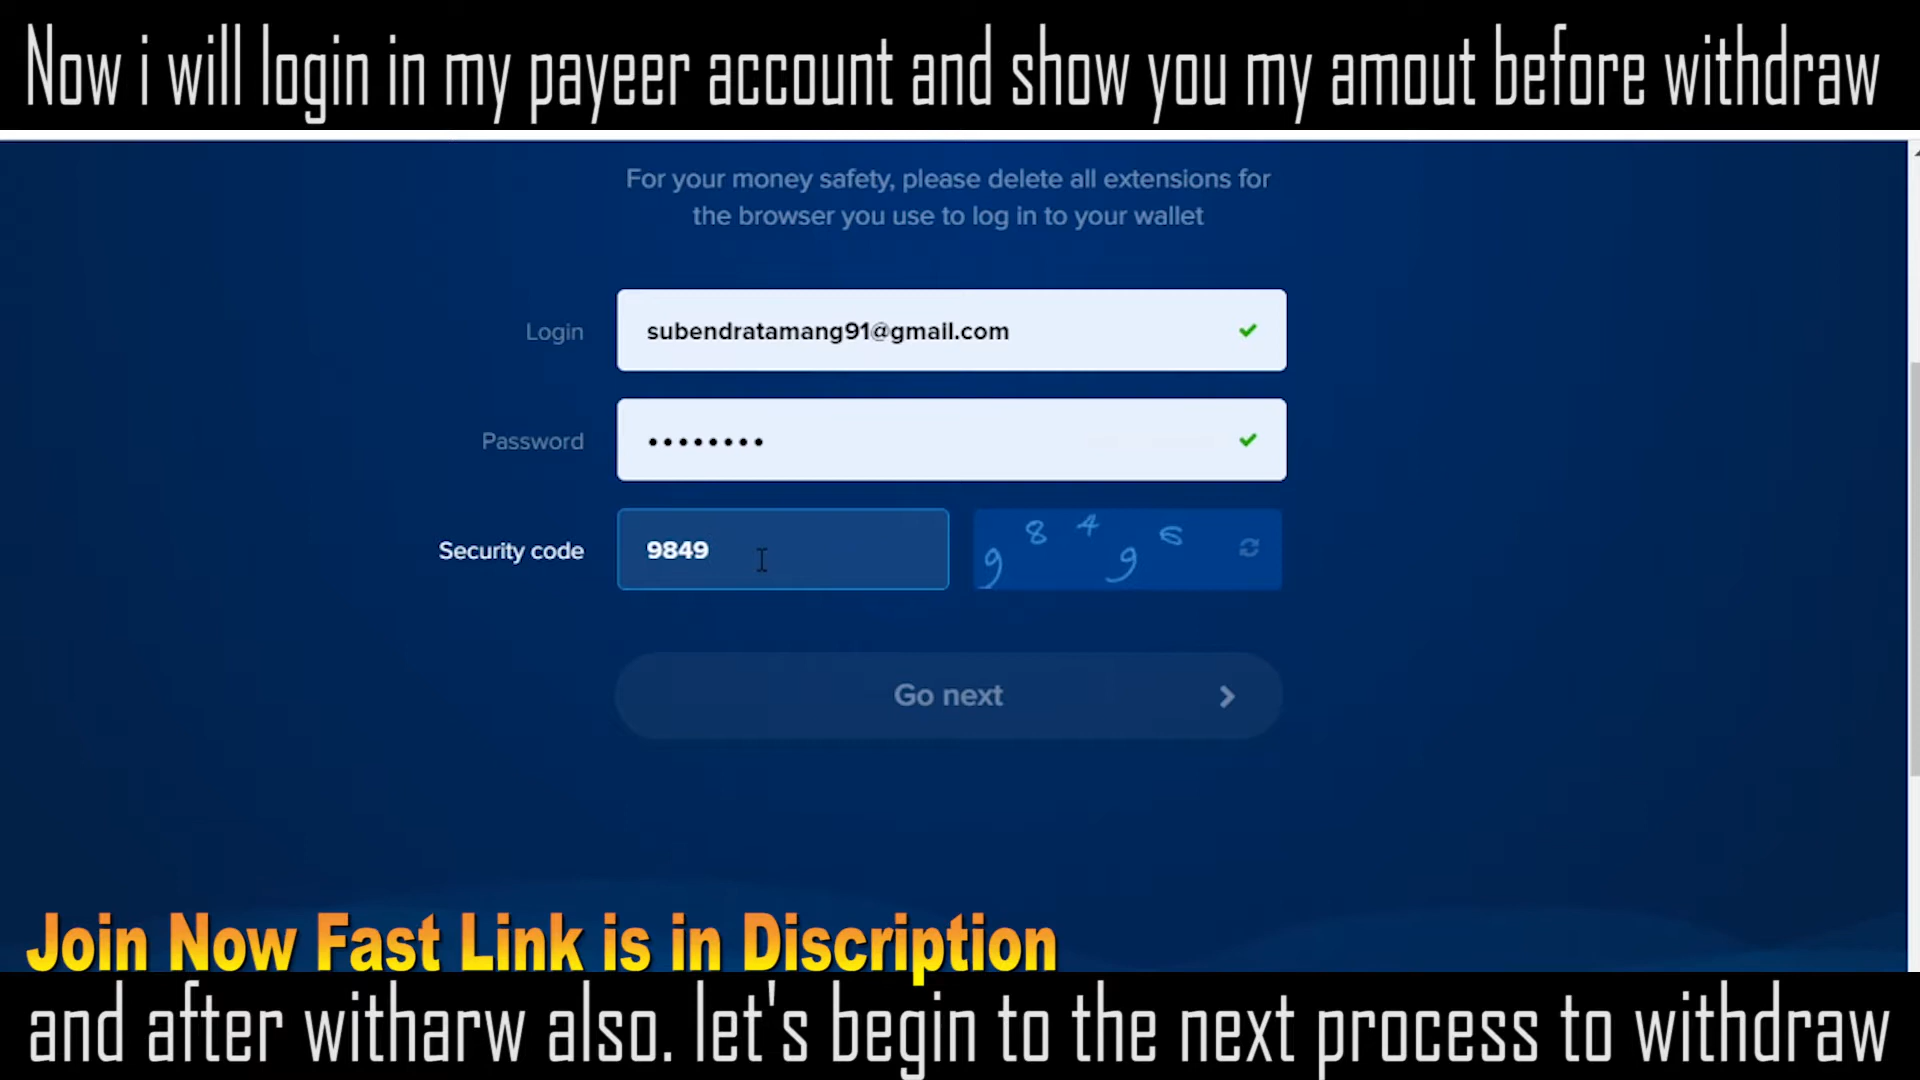 Now i will login in my payeer account and show you my amout before withdraw
For your money safety, please delete all extensions for
the browser you use to log in to your wallet
Login subendratamang91@gmail.com
Password ••••••••
Security code 9849 98496
Go next
Join Now Fast Link is in Discription
and after witharw also. let's begin to the next process to withdraw